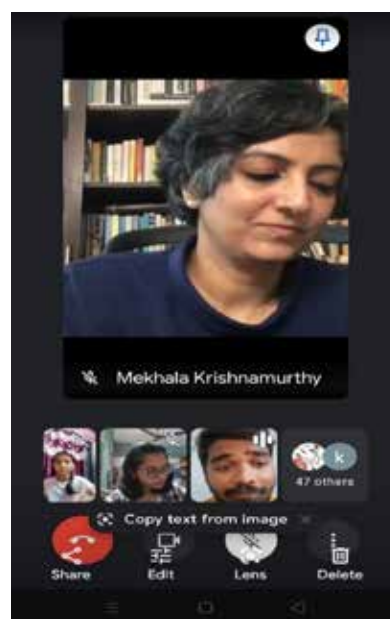 Mekhala Krishnamurthy
k
47 others
Copy text from image
Share
Edit
Lens
Delete